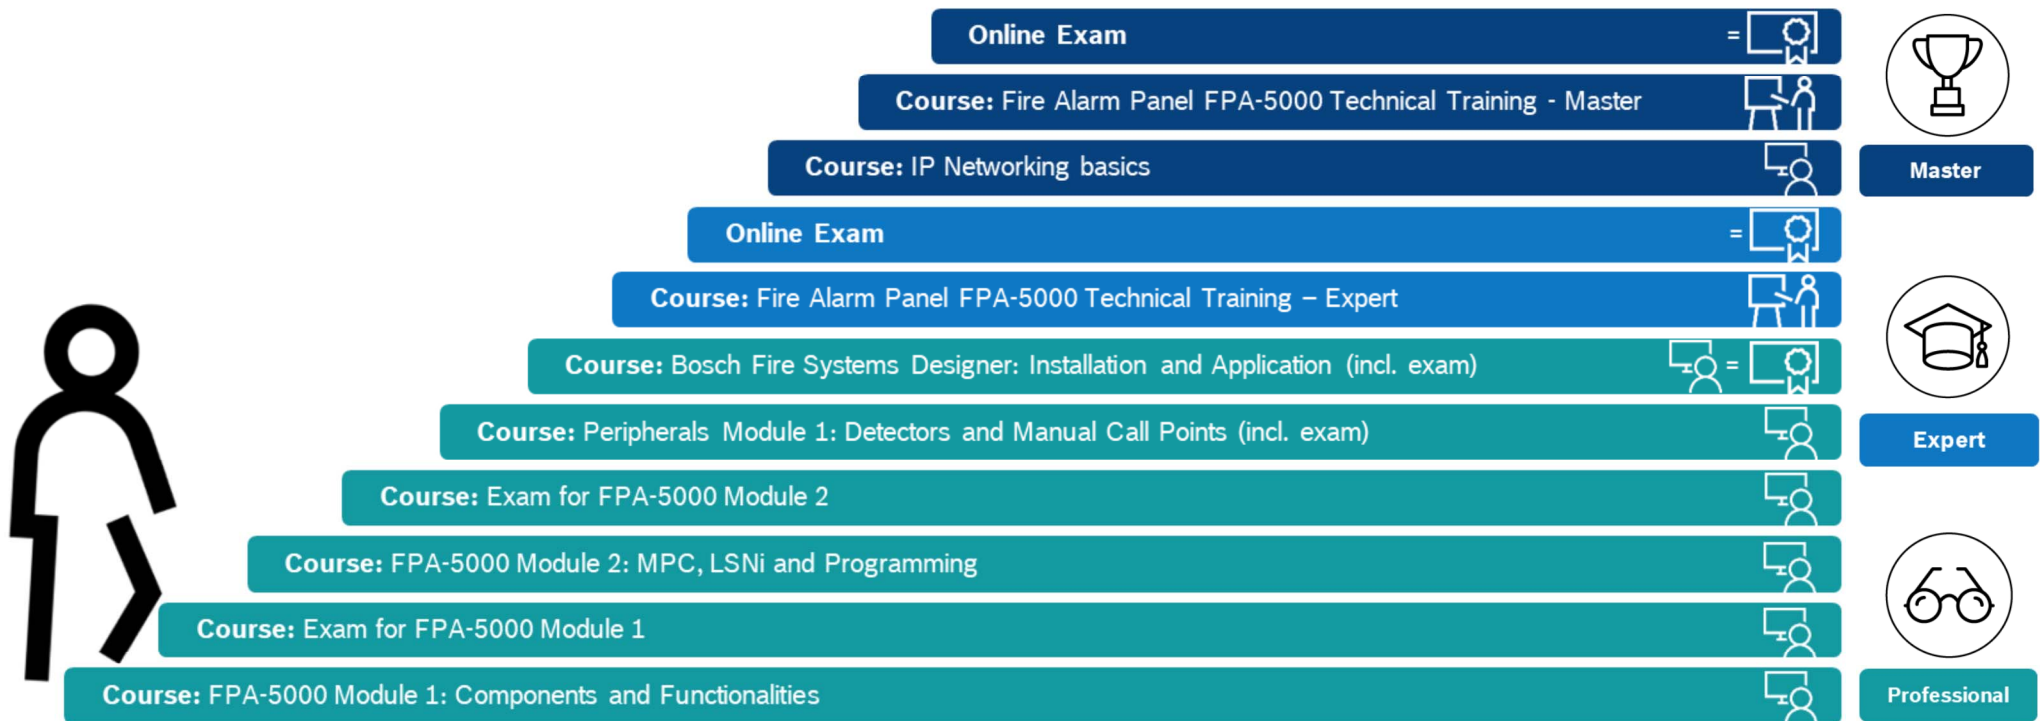 Online Exam =
Course: Fire Alarm Panel FPA-5000 Technical Training - Master
Course: IP Networking basics
Master
Online Exam =
Course: Fire Alarm Panel FPA-5000 Technical Training – Expert
Course: Bosch Fire Systems Designer: Installation and Application (incl. exam) =
Course: Peripherals Module 1: Detectors and Manual Call Points (incl. exam)
Expert
Course: Exam for FPA-5000 Module 2
Course: FPA-5000 Module 2: MPC, LSNi and Programming
Course: Exam for FPA-5000 Module 1
Course: FPA-5000 Module 1: Components and Functionalities
Professional